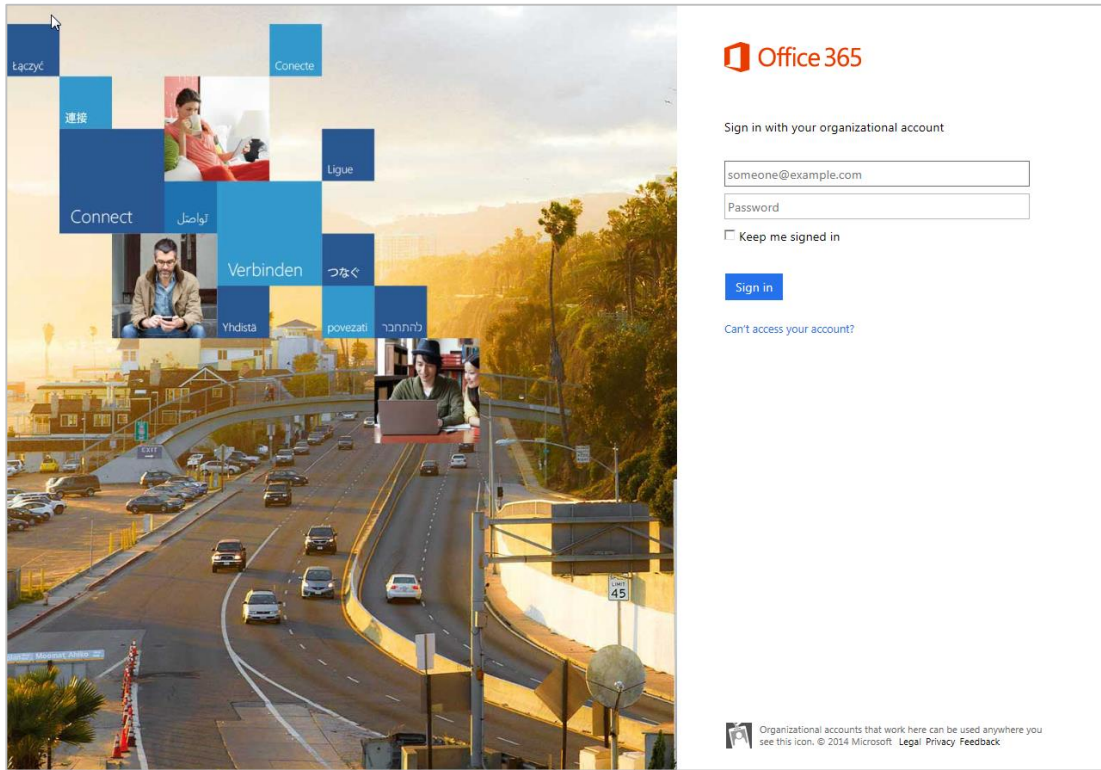 Łączyć
Conecte
連接
Ligue
Connect
تواصل
Verbinden
つなぐ
Yhdistä
povezati
להתחבר
EXIT
LIMIT
45
Office 365
Sign in with your organizational account
someone@example.com
Password
Keep me signed in
Sign in
Can't access your account?
Organizational accounts that work here can be used anywhere you
see this icon. © 2014 Microsoft Legal Privacy Feedback